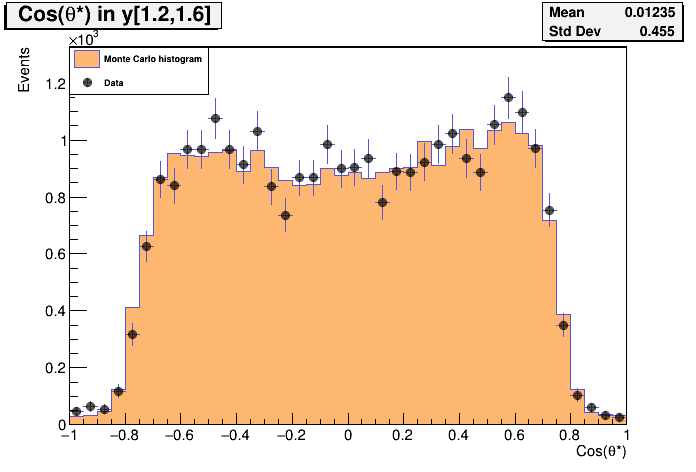 Cos(θ*) in y[1.2,1.6]
Mean 0.01235
Std Dev 0.455
×10³
Events
Monte Carlo histogram
Data
1.2
1
0.8
0.6
0.4
0.2
0
−1 −0.8 −0.6 −0.4 −0.2 0 0.2 0.4 0.6 0.8 1
Cos(θ*)